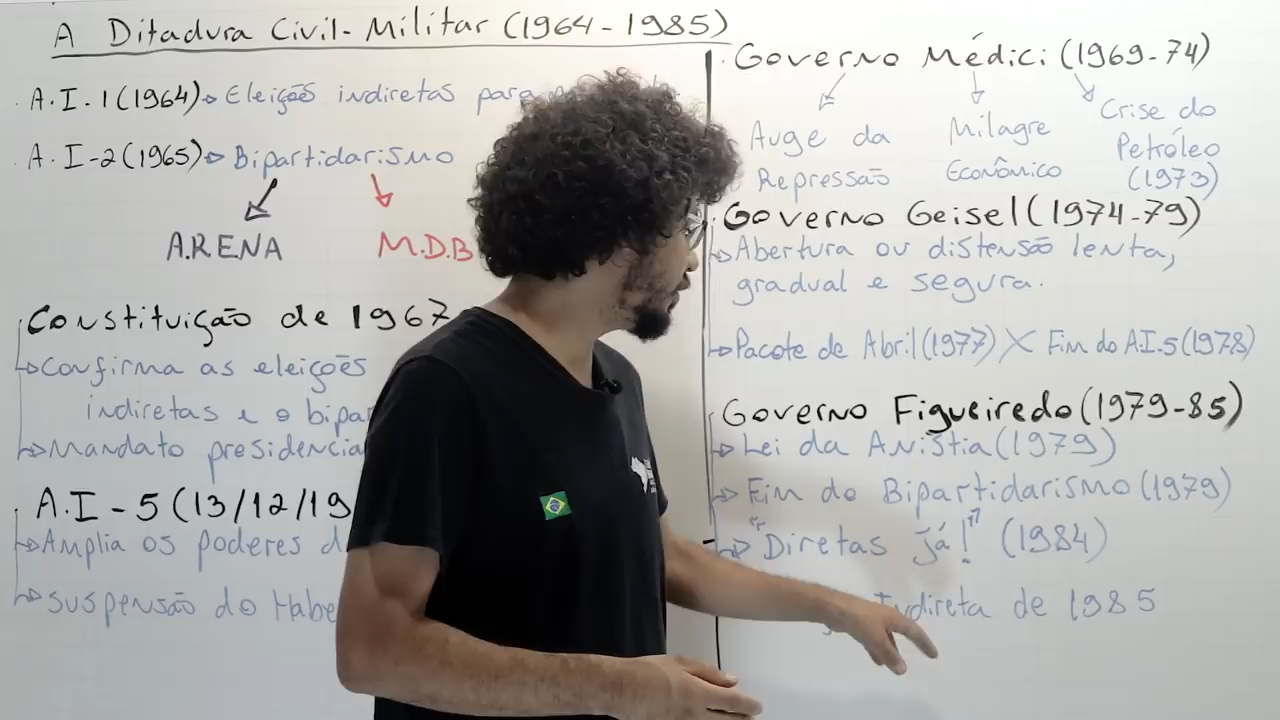 A Ditadura Civil-Militar (1964-1985)
A.I-1 (1964) Eleições indiretas para
A.I-2 (1965) Bipartidarismo
A.RENA M.D.B
Constituição de 1967
Confirma as eleições
indiretas e o bipar
Mandato presidencia
A.I-5 (13/12/19
Amplia os poderes d
Suspensão do Habe
Governo Médici (1969-74)
Auge da
Repressão
Milagre
Econômico
Crise do
Petróleo
(1973)
Governo Geisel (1974-79)
Abertura ou distensão lenta,
gradual e segura.
Pacote de Abril (1977) X Fim do A.I-5 (1978)
Governo Figueiredo (1979-85)
Lei da Anistia (1979)
Fim do Bipartidarismo (1979)
"Diretas já!" (1984)
Indireta de 1985